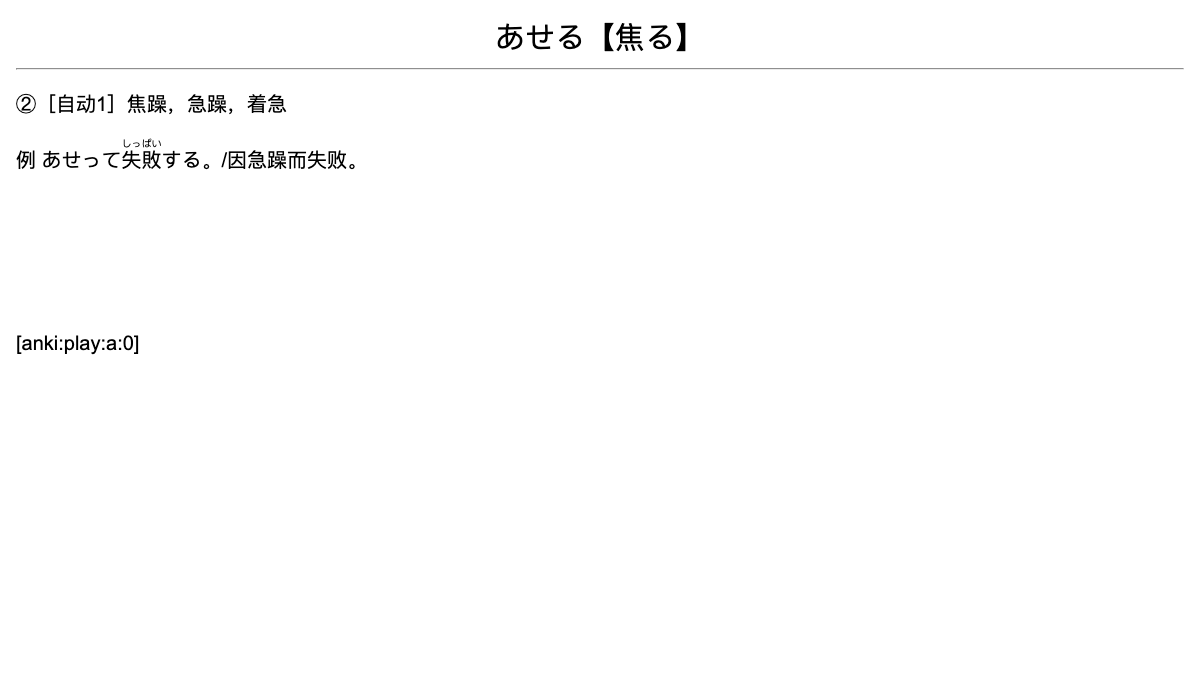 あせる【焦る】
②［自动1］焦躁，急躁，着急
しっぱい
例 あせって失敗する。/因急躁而失败。
[anki:play:a:0]